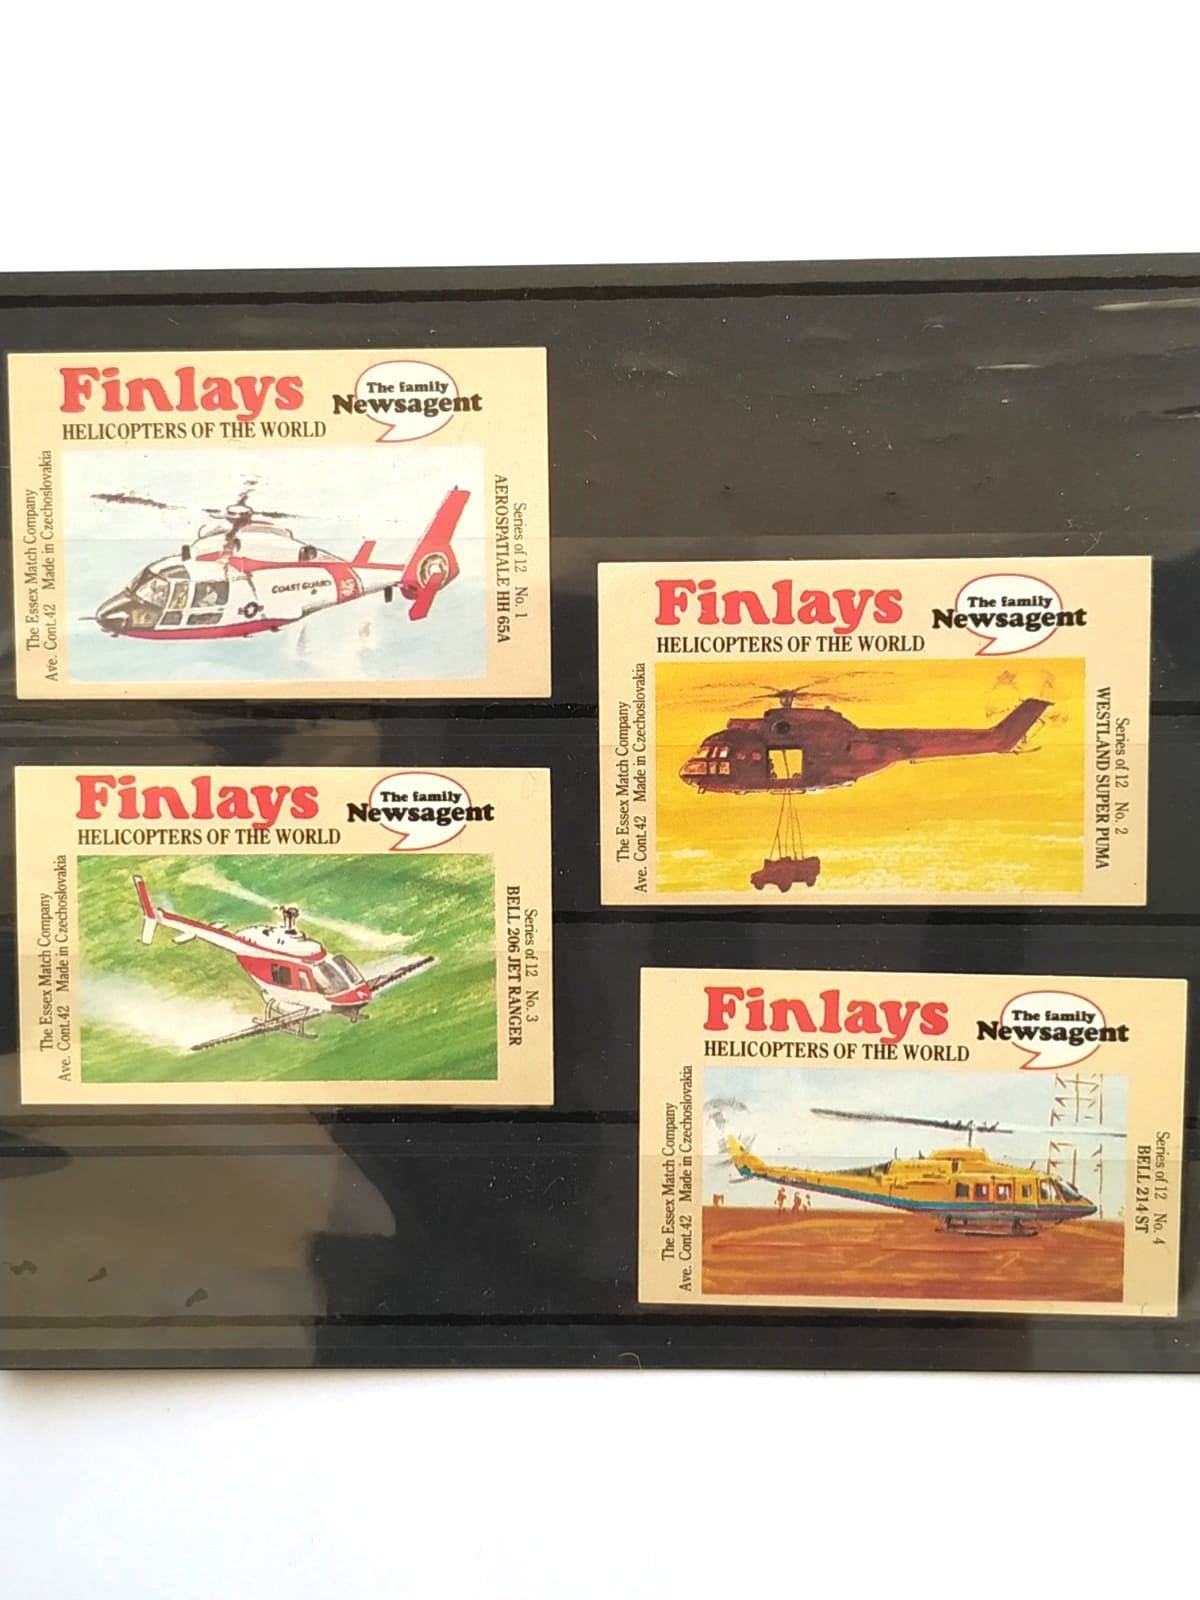 Finlays
The family
Newsagent
HELICOPTERS OF THE WORLD
The Essex Match Company
Ave. Cont.42 Made in Czechoslovakia
COAST GUARD
Series of 12 No. 1
AEROSPATIALE HH 65A
Finlays
The family
Newsagent
HELICOPTERS OF THE WORLD
The Essex Match Company
Ave. Cont.42 Made in Czechoslovakia
Series of 12 No. 2
WESTLAND SUPER PUMA
Finlays
The family
Newsagent
HELICOPTERS OF THE WORLD
The Essex Match Company
Ave. Cont.42 Made in Czechoslovakia
Series of 12 No. 3
BELL 206 JET RANGER
Finlays
The family
Newsagent
HELICOPTERS OF THE WORLD
The Essex Match Company
Ave. Cont.42 Made in Czechoslovakia
Series of 12 No. 4
BELL 214 ST